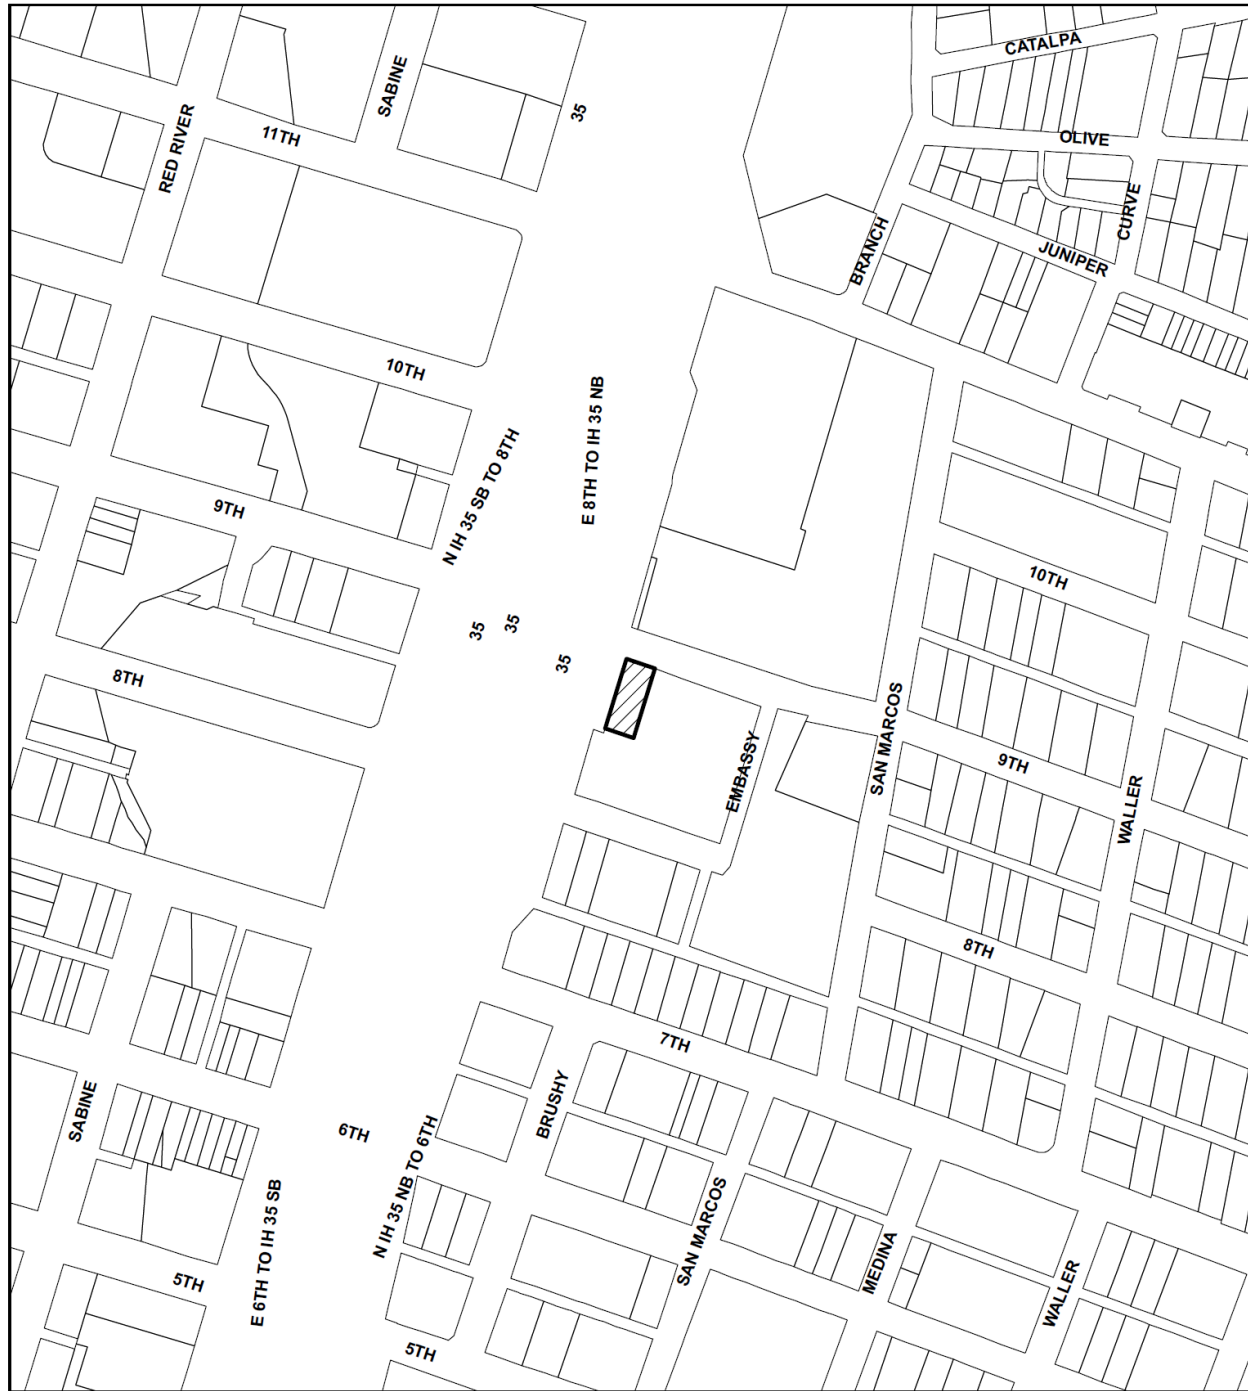 CATALPA
SABINE
35
11TH
OLIVE
RED RIVER
CURVE
BRANCH
JUNIPER
10TH
E 8TH TO IH 35 NB
N IH 35 SB TO 8TH
9TH
10TH
35
35
35
8TH
SAN MARCOS
EMBASSY
9TH
WALLER
8TH
7TH
SABINE
BRUSHY
6TH
N IH 35 NB TO 6TH
E 6TH TO IH 35 SB
SAN MARCOS
MEDINA
5TH
WALLER
5TH